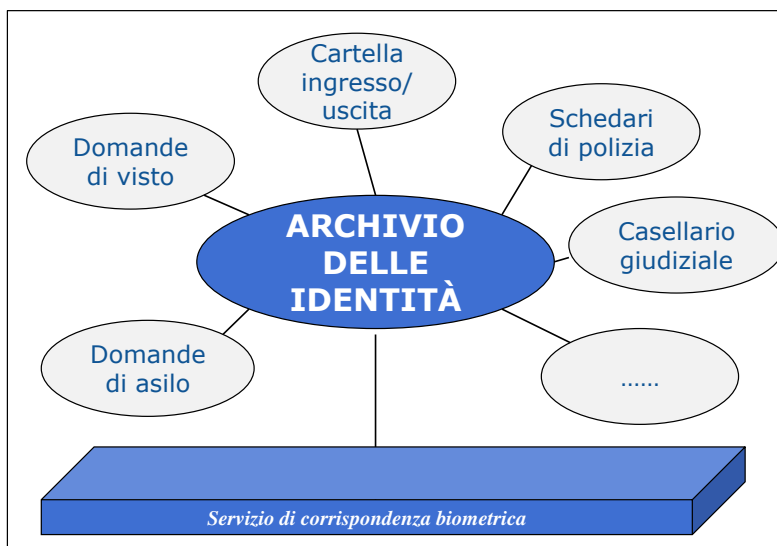 Cartella
ingresso/
uscita
Schedari
di polizia
Domande
di visto
ARCHIVIO
DELLE
IDENTITÀ
Casellario
giudiziale
Domande
di asilo
......
Servizio di corrispondenza biometrica